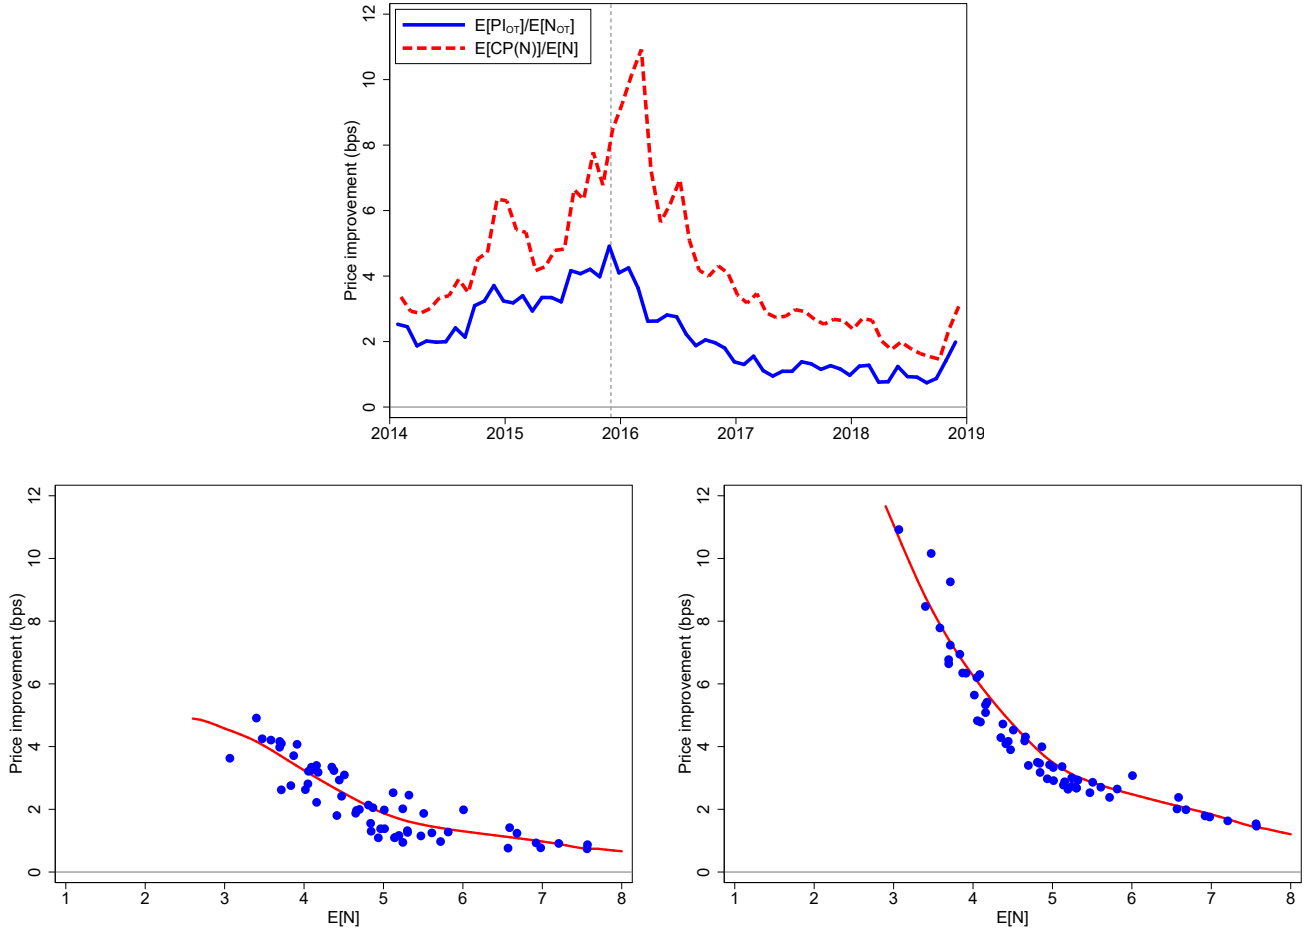 E[PI_OT]/E[N_OT]
E[CP(N)]/E[N]
Price improvement (bps)
0 2 4 6 8 10 12
2014 2015 2016 2017 2018 2019
Price improvement (bps)
0 2 4 6 8 10 12
1 2 3 4 5 6 7 8
E[N]
Price improvement (bps)
0 2 4 6 8 10 12
1 2 3 4 5 6 7 8
E[N]